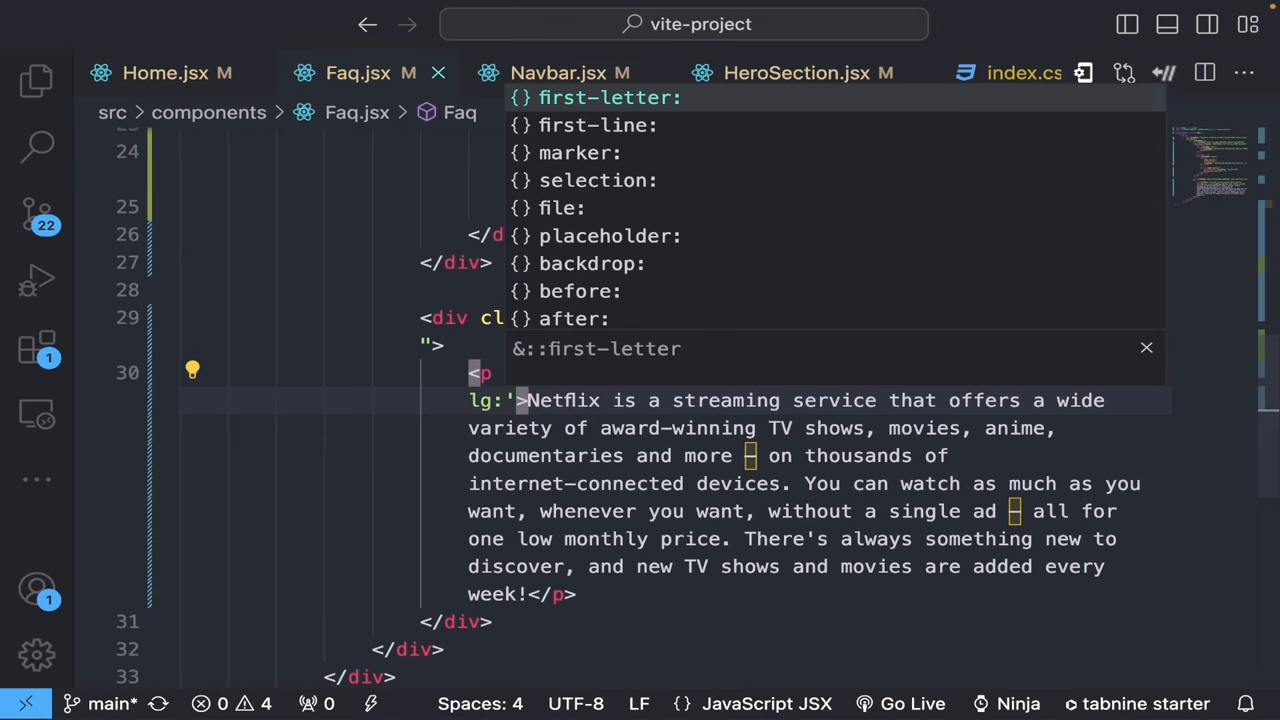 vite-project
Home.jsx M
Faq.jsx M
Navbar.jsx M
HeroSection.jsx M
index.cs
src > components > Faq.jsx > Faq
{} first-letter:
{} first-line:
{} marker:
{} selection:
{} file:
{} placeholder:
{} backdrop:
{} before:
{} after:
&::first-letter
24
25
26 </d
27 </div>
28
29 <div cl
">
30 <p
lg:'>Netflix is a streaming service that offers a wide
variety of award-winning TV shows, movies, anime,
documentaries and more – on thousands of
internet-connected devices. You can watch as much as you
want, whenever you want, without a single ad – all for
one low monthly price. There's always something new to
discover, and new TV shows and movies are added every
week!</p>
31 </div>
32 </div>
33 </div>
22
1
1
main* 0 4 0 Spaces: 4 UTF-8 LF {} JavaScript JSX Go Live Ninja tabnine starter